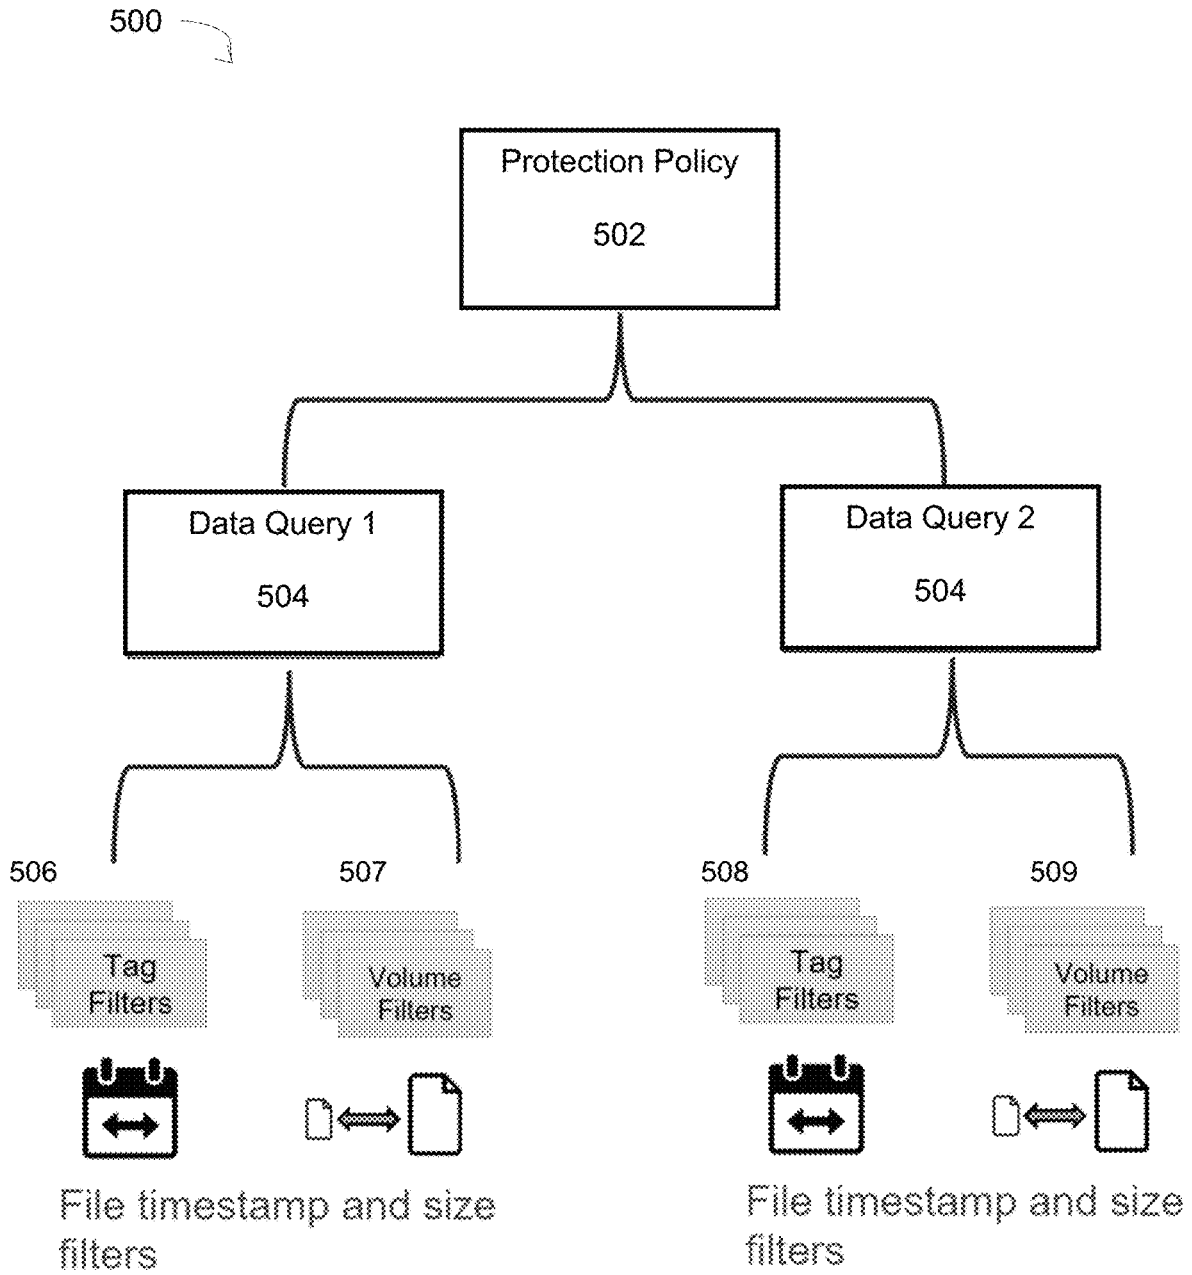 500
Protection Policy
502
Data Query 1
504
Data Query 2
504
506
507
508
509
Tag
Filters
Volume
Filters
Tag
Filters
Volume
Filters
File timestamp and size
filters
File timestamp and size
filters